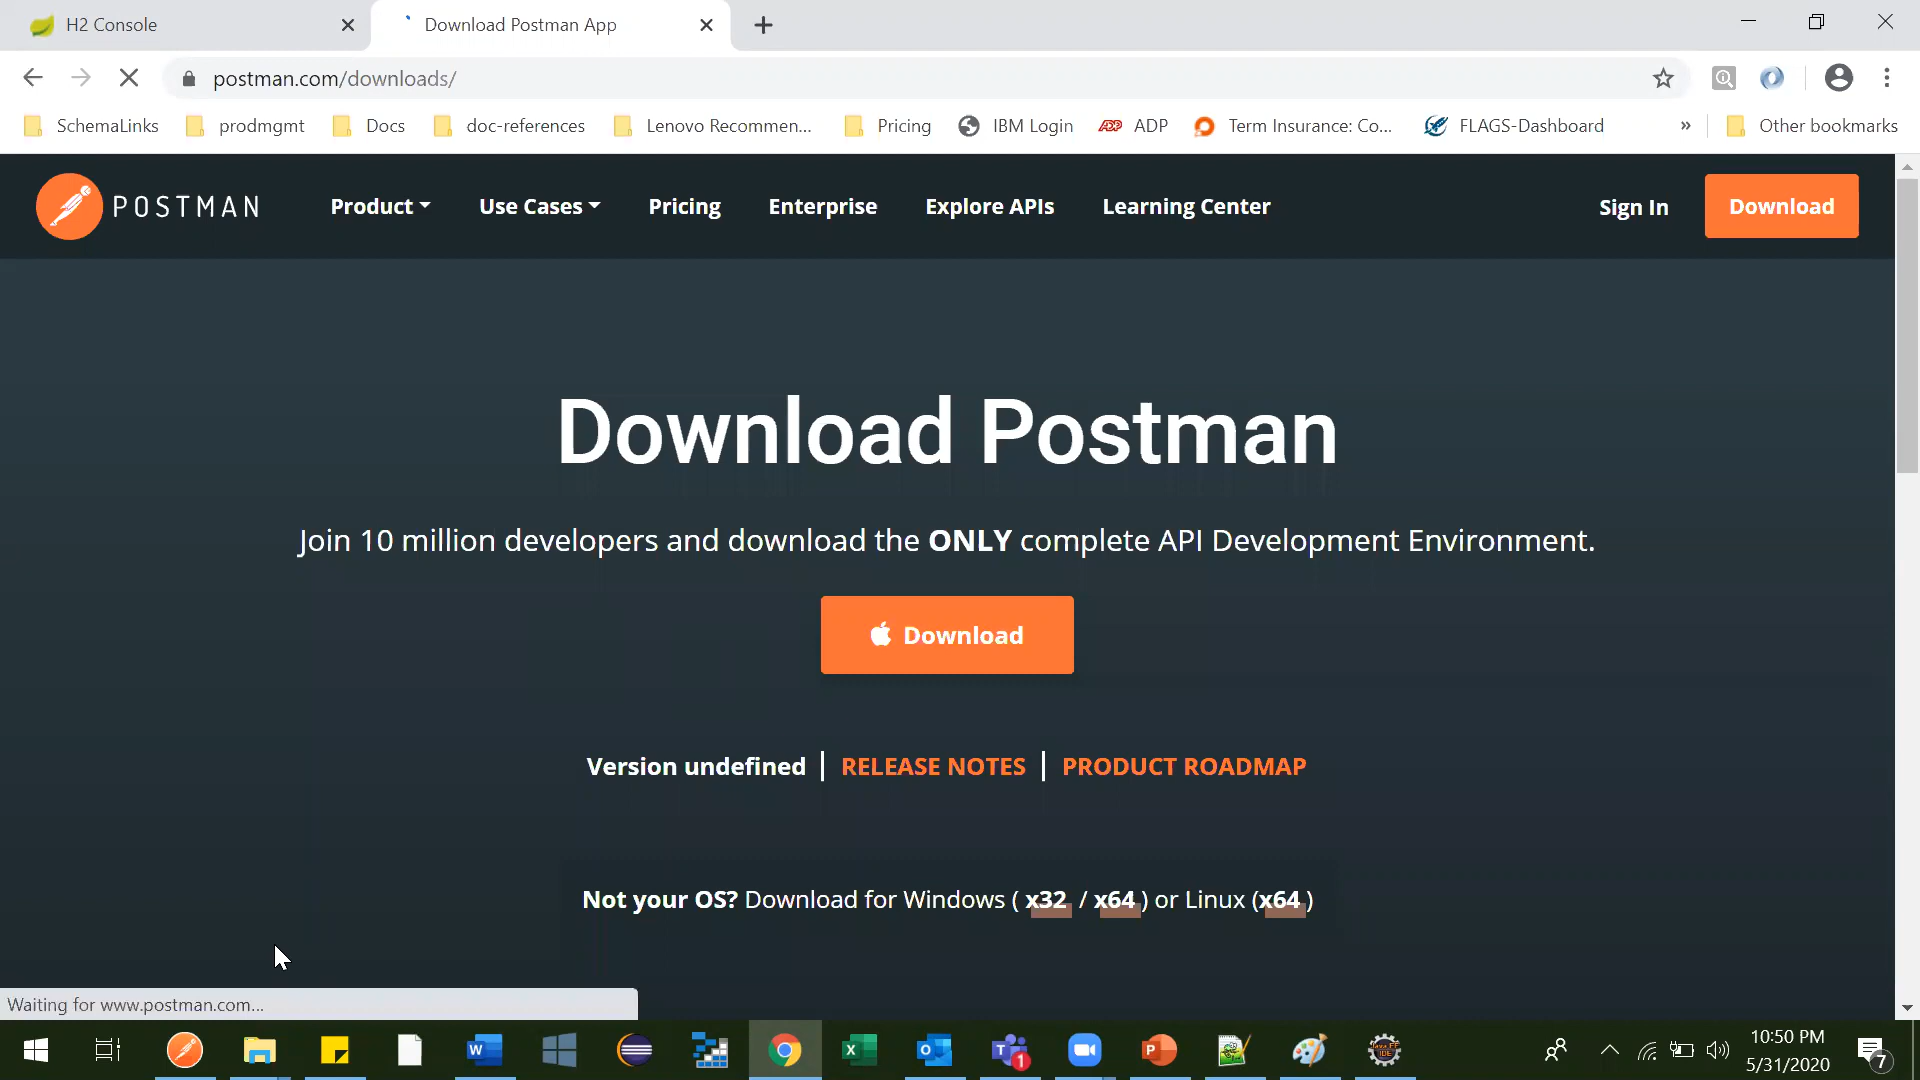 H2 Console
Download Postman App
postman.com/downloads/
SchemaLinks
prodmgmt
Docs
doc-references
Lenovo Recommen...
Pricing
IBM Login
ADP
ADP
Term Insurance: Co...
FLAGS-Dashboard
»
Other bookmarks
POSTMAN
Product
Use Cases
Pricing
Enterprise
Explore APIs
Learning Center
Sign In
Download
Download Postman
Join 10 million developers and download the ONLY complete API Development Environment.
Download
Version undefined | RELEASE NOTES | PRODUCT ROADMAP
Not your OS? Download for Windows ( x32 / x64 ) or Linux (x64 )
Waiting for www.postman.com...
10:50 PM
5/31/2020
7